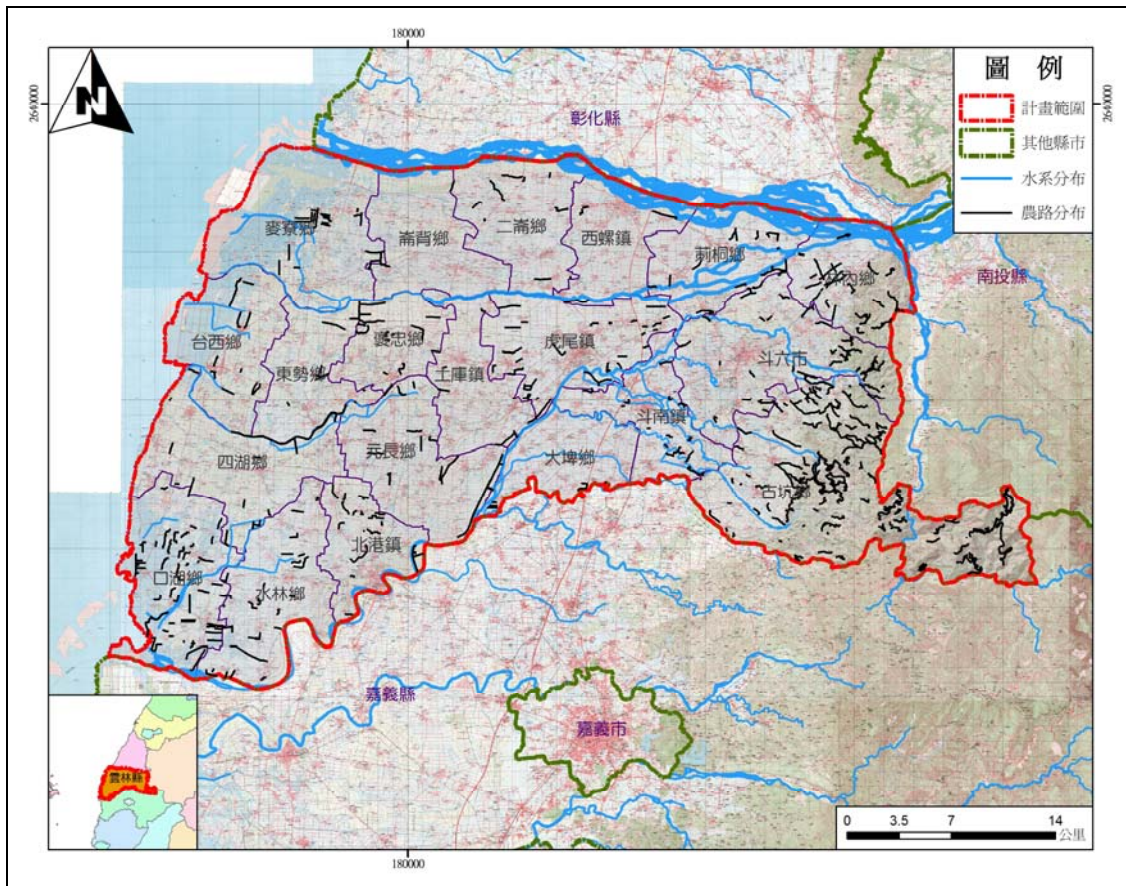 180000
2640000
2640000
N
圖 例
計畫範圍
其他縣市
水系分布
農路分布
彰化縣
南投縣
麥寮鄉
崙背鄉
二崙鄉
西螺鎮
莿桐鄉
林內鄉
台西鄉
東勢鄉
褒忠鄉
土庫鎮
虎尾鎮
斗六市
斗南鎮
四湖鄉
元長鄉
大埤鄉
古坑鄉
口湖鄉
水林鄉
北港鎮
嘉義縣
嘉義市
雲林縣
0 3.5 7 14
公里
180000